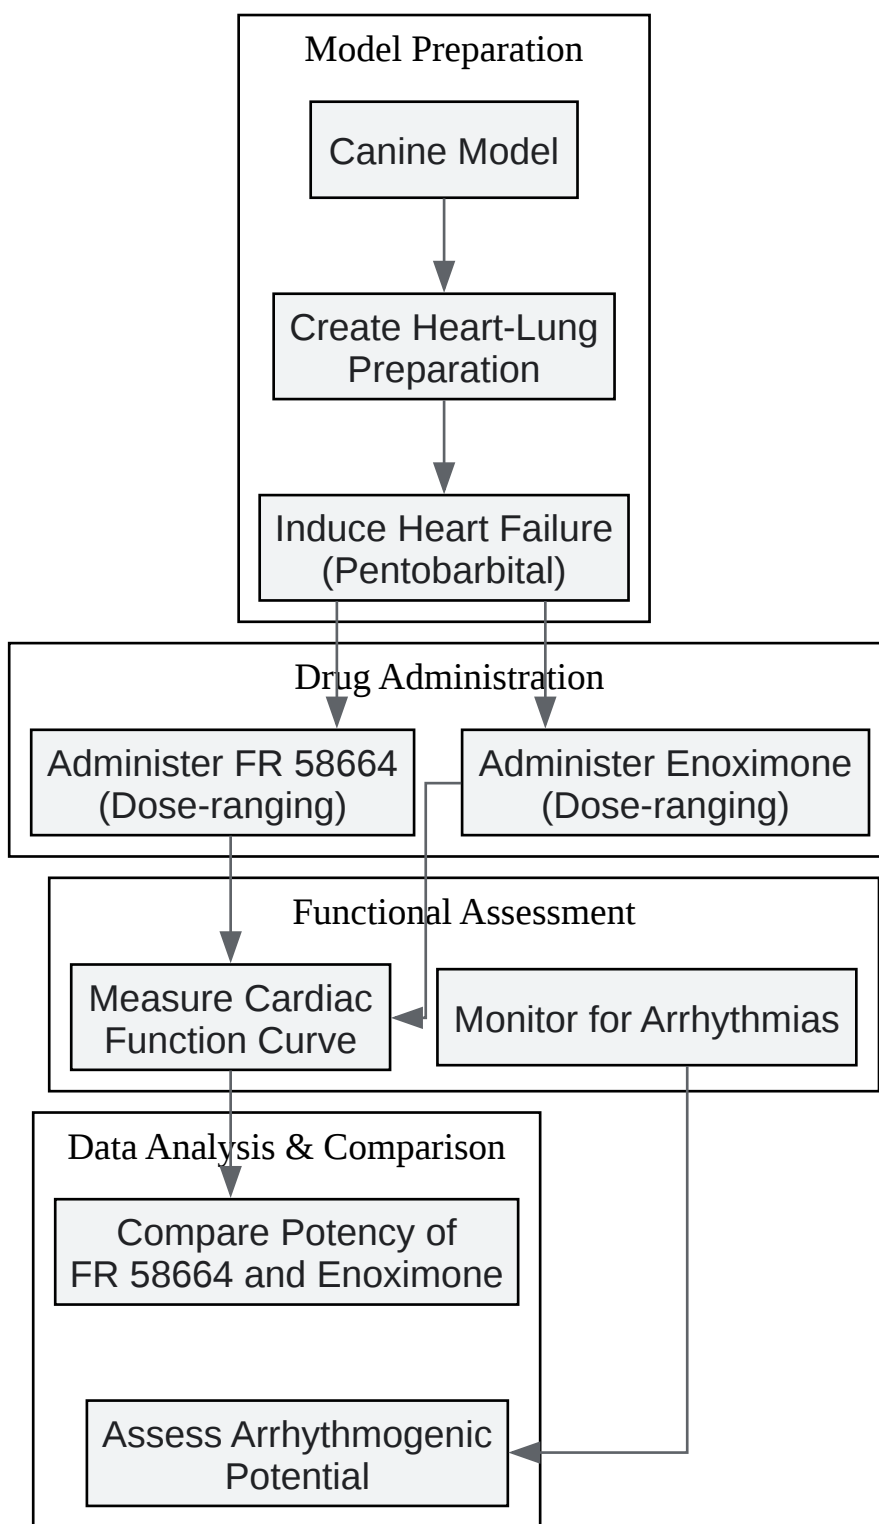 Model Preparation
Canine Model
Create Heart-Lung
Preparation
Induce Heart Failure
(Pentobarbital)
Drug Administration
Administer FR 58664
(Dose-ranging)
Administer Enoximone
(Dose-ranging)
Functional Assessment
Measure Cardiac
Function Curve
Monitor for Arrhythmias
Data Analysis & Comparison
Compare Potency of
FR 58664 and Enoximone
Assess Arrhythmogenic
Potential